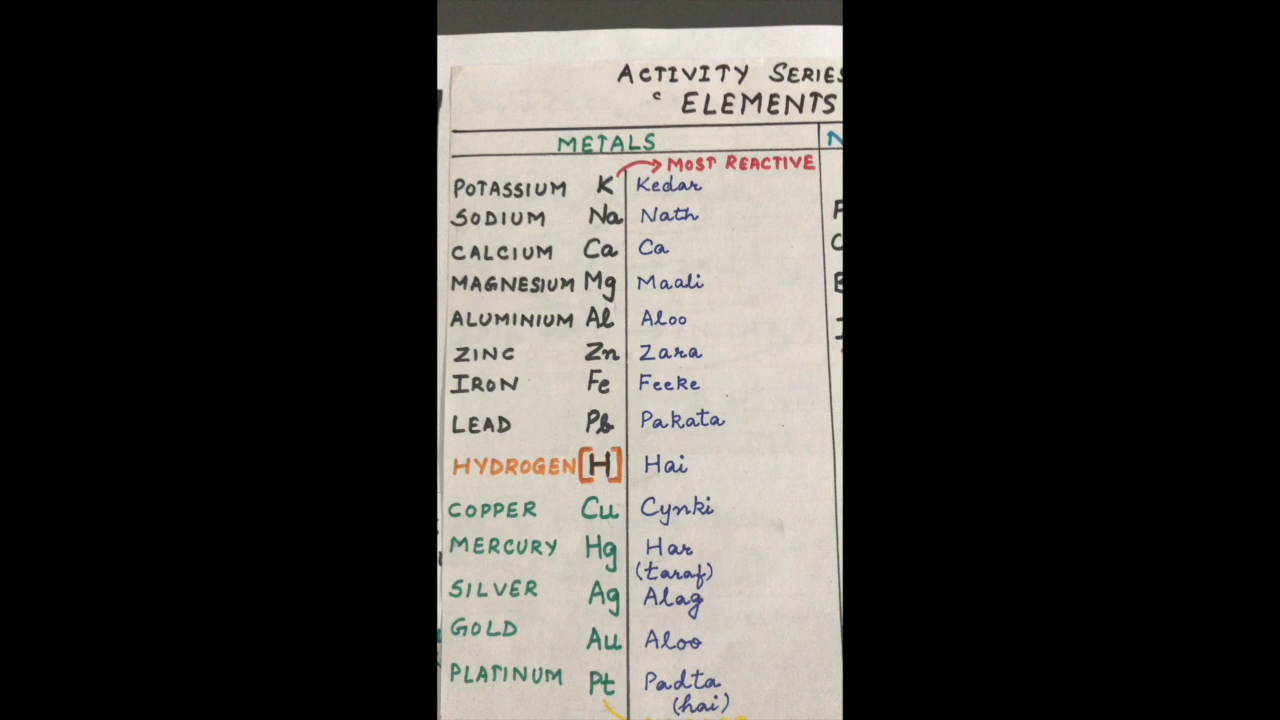 ACTIVITY SERIES
ELEMENTS
METALS
MOST REACTIVE
POTASSIUM K Kedar
SODIUM Na Nath
CALCIUM Ca Ca
MAGNESIUM Mg Maali
ALUMINIUM Al Aloo
ZINC Zn Zara
IRON Fe Feeke
LEAD Pb Pakata
HYDROGEN [H] Hai
COPPER Cu Cynki
MERCURY Hg Har
(taraf)
SILVER Ag Alag
GOLD Au Aloo
PLATINUM Pt Padta
(hai)